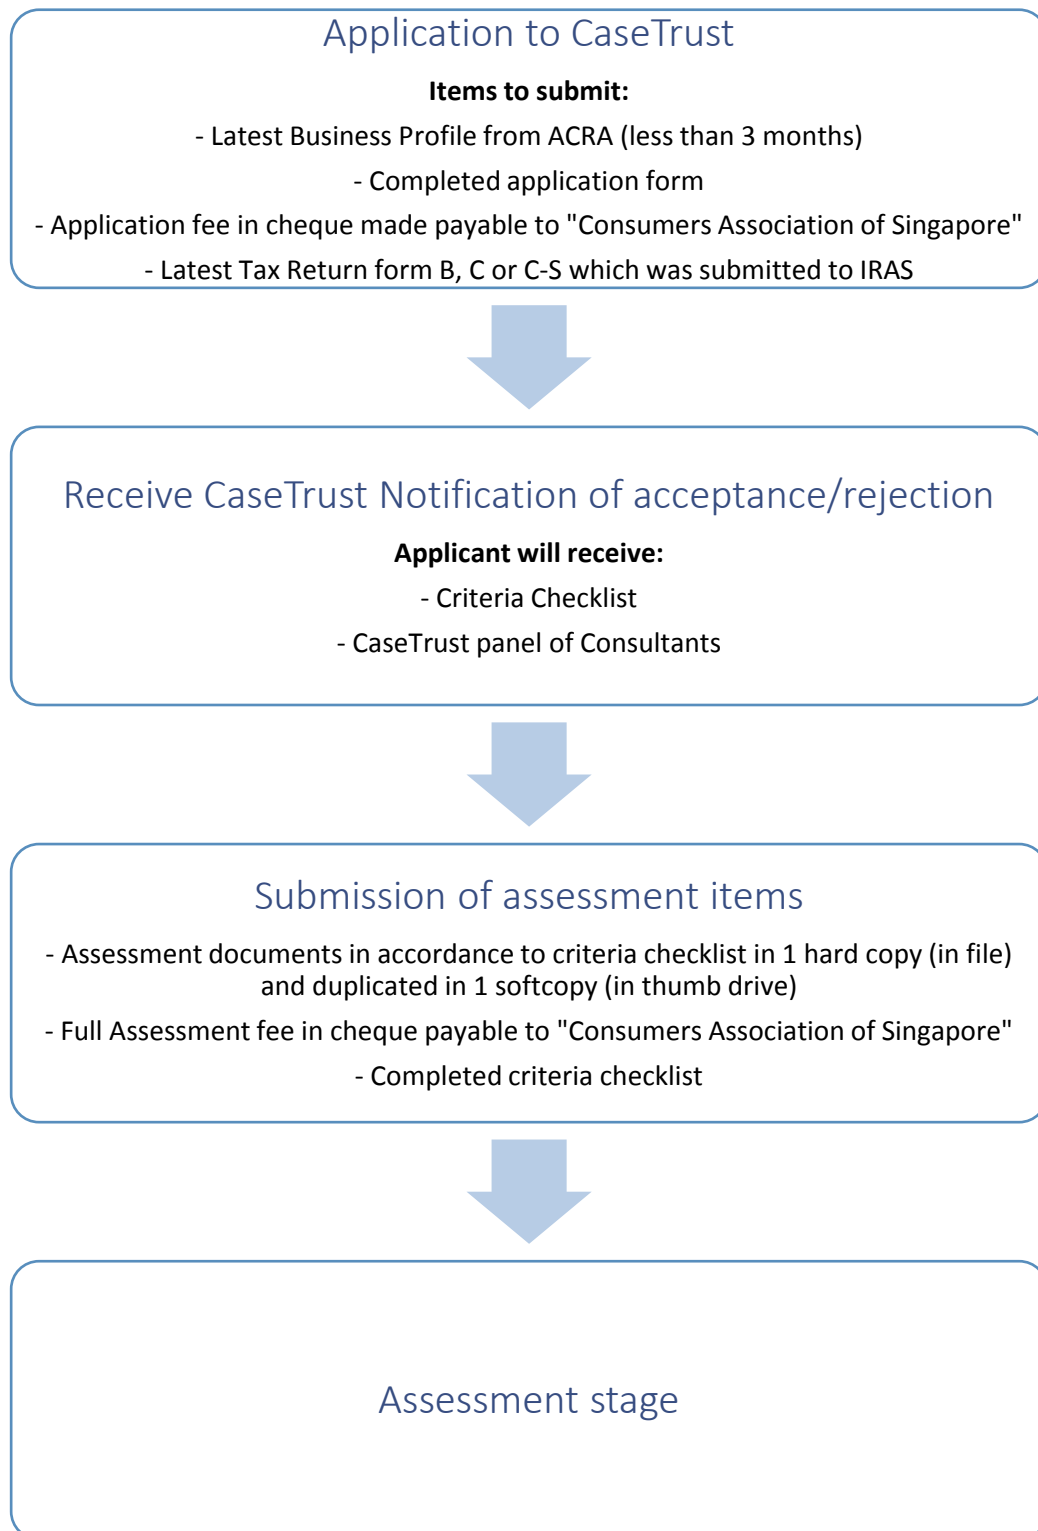 Application to CaseTrust
Items to submit:
- Latest Business Profile from ACRA (less than 3 months)
- Completed application form
- Application fee in cheque made payable to "Consumers Association of Singapore"
- Latest Tax Return form B, C or C-S which was submitted to IRAS
Receive CaseTrust Notification of acceptance/rejection
Applicant will receive:
- Criteria Checklist
- CaseTrust panel of Consultants
Submission of assessment items
- Assessment documents in accordance to criteria checklist in 1 hard copy (in file)
and duplicated in 1 softcopy (in thumb drive)
- Full Assessment fee in cheque payable to "Consumers Association of Singapore"
- Completed criteria checklist
Assessment stage